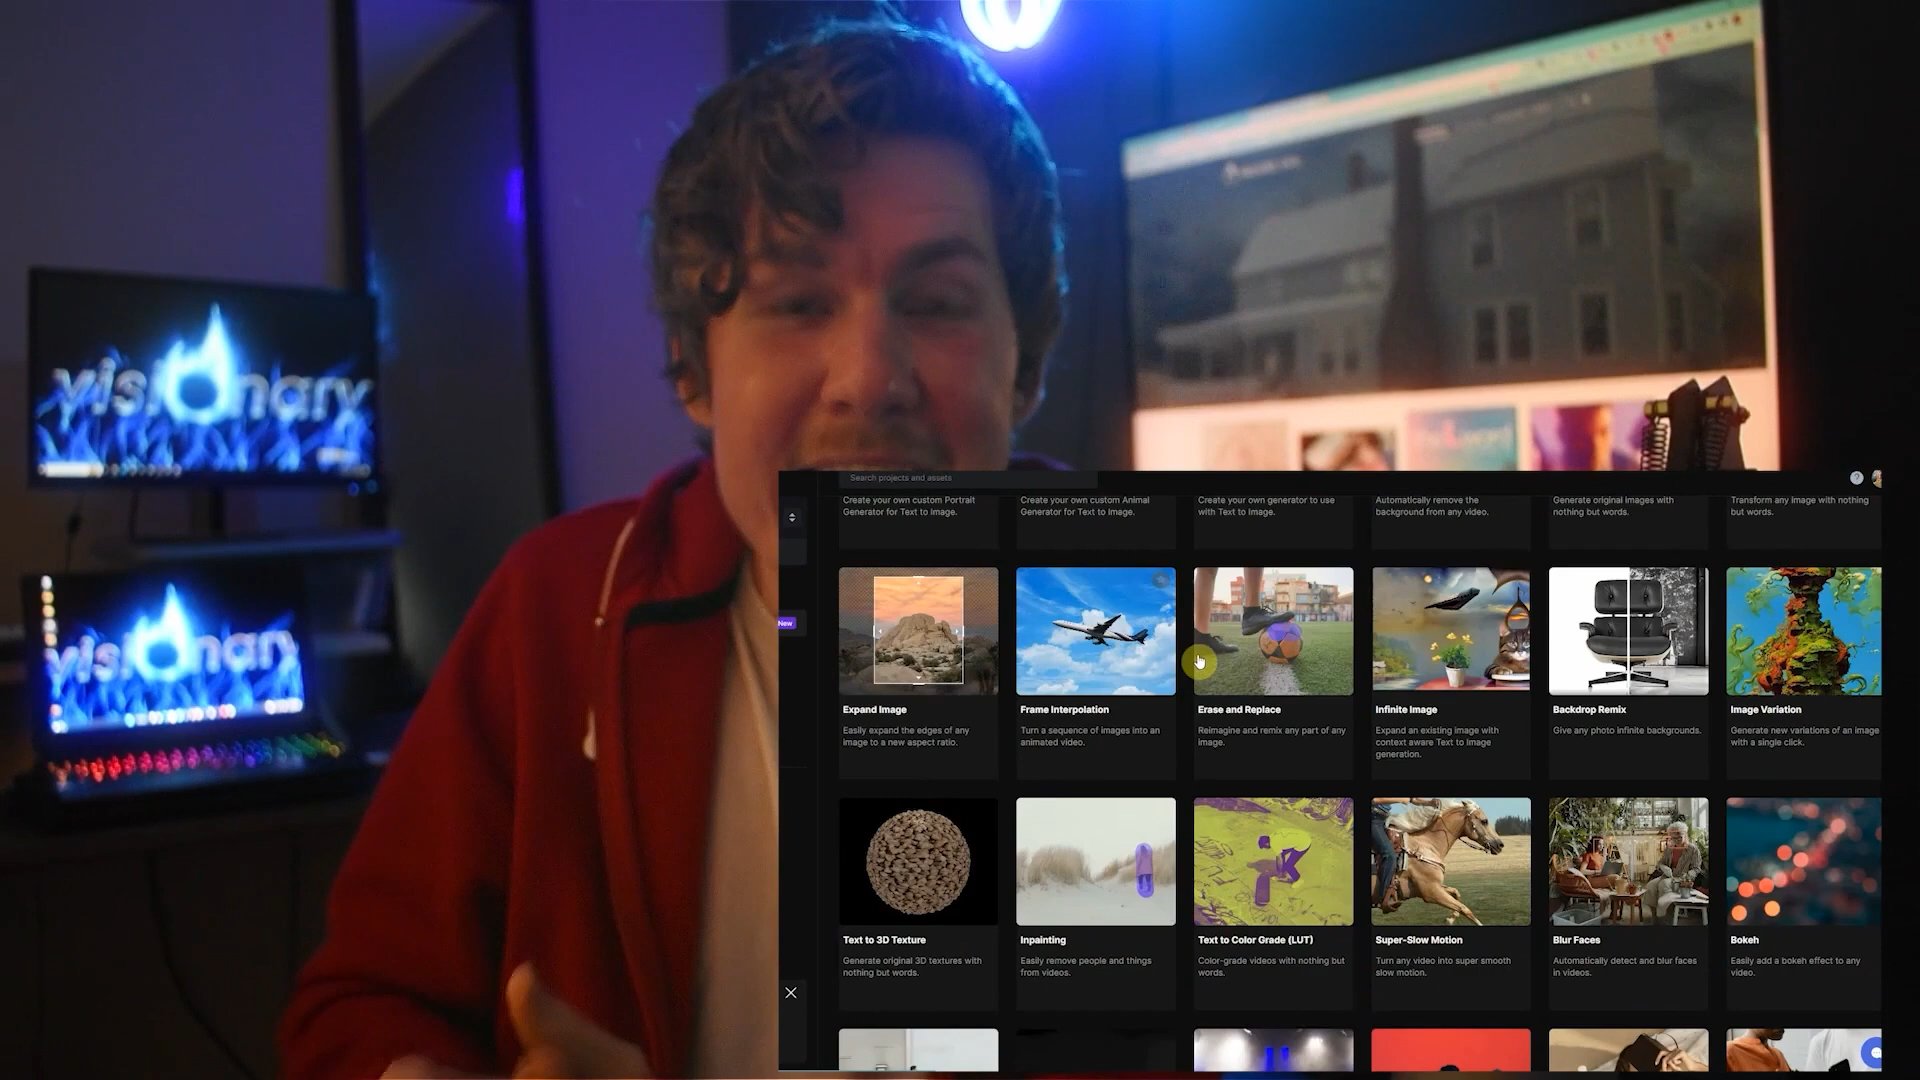 visionary
visionary
Search projects and assets
?
Create your own custom Portrait
Generator for Text to Image.
Create your own custom Animal
Generator for Text to Image.
Create your own generator to use
with Text to Image.
Automatically remove the
background from any video.
Generate original images with
nothing but words.
Transform any image with nothing
but words.
New
Expand Image
Easily expand the edges of any
image to a new aspect ratio.
Frame Interpolation
Turn a sequence of images into an
animated video.
Erase and Replace
Reimagine and remix any part of any
image.
Infinite Image
Expand an existing image with
context aware Text to Image
generation.
Backdrop Remix
Give any photo infinite backgrounds.
Image Variation
Generate new variations of an image
with a single click.
Text to 3D Texture
Generate original 3D textures with
nothing but words.
Inpainting
Easily remove people and things
from videos.
Text to Color Grade (LUT)
Color-grade videos with nothing but
words.
Super-Slow Motion
Turn any video into super smooth
slow motion.
Blur Faces
Automatically detect and blur faces
in videos.
Bokeh
Easily add a bokeh effect to any
video.